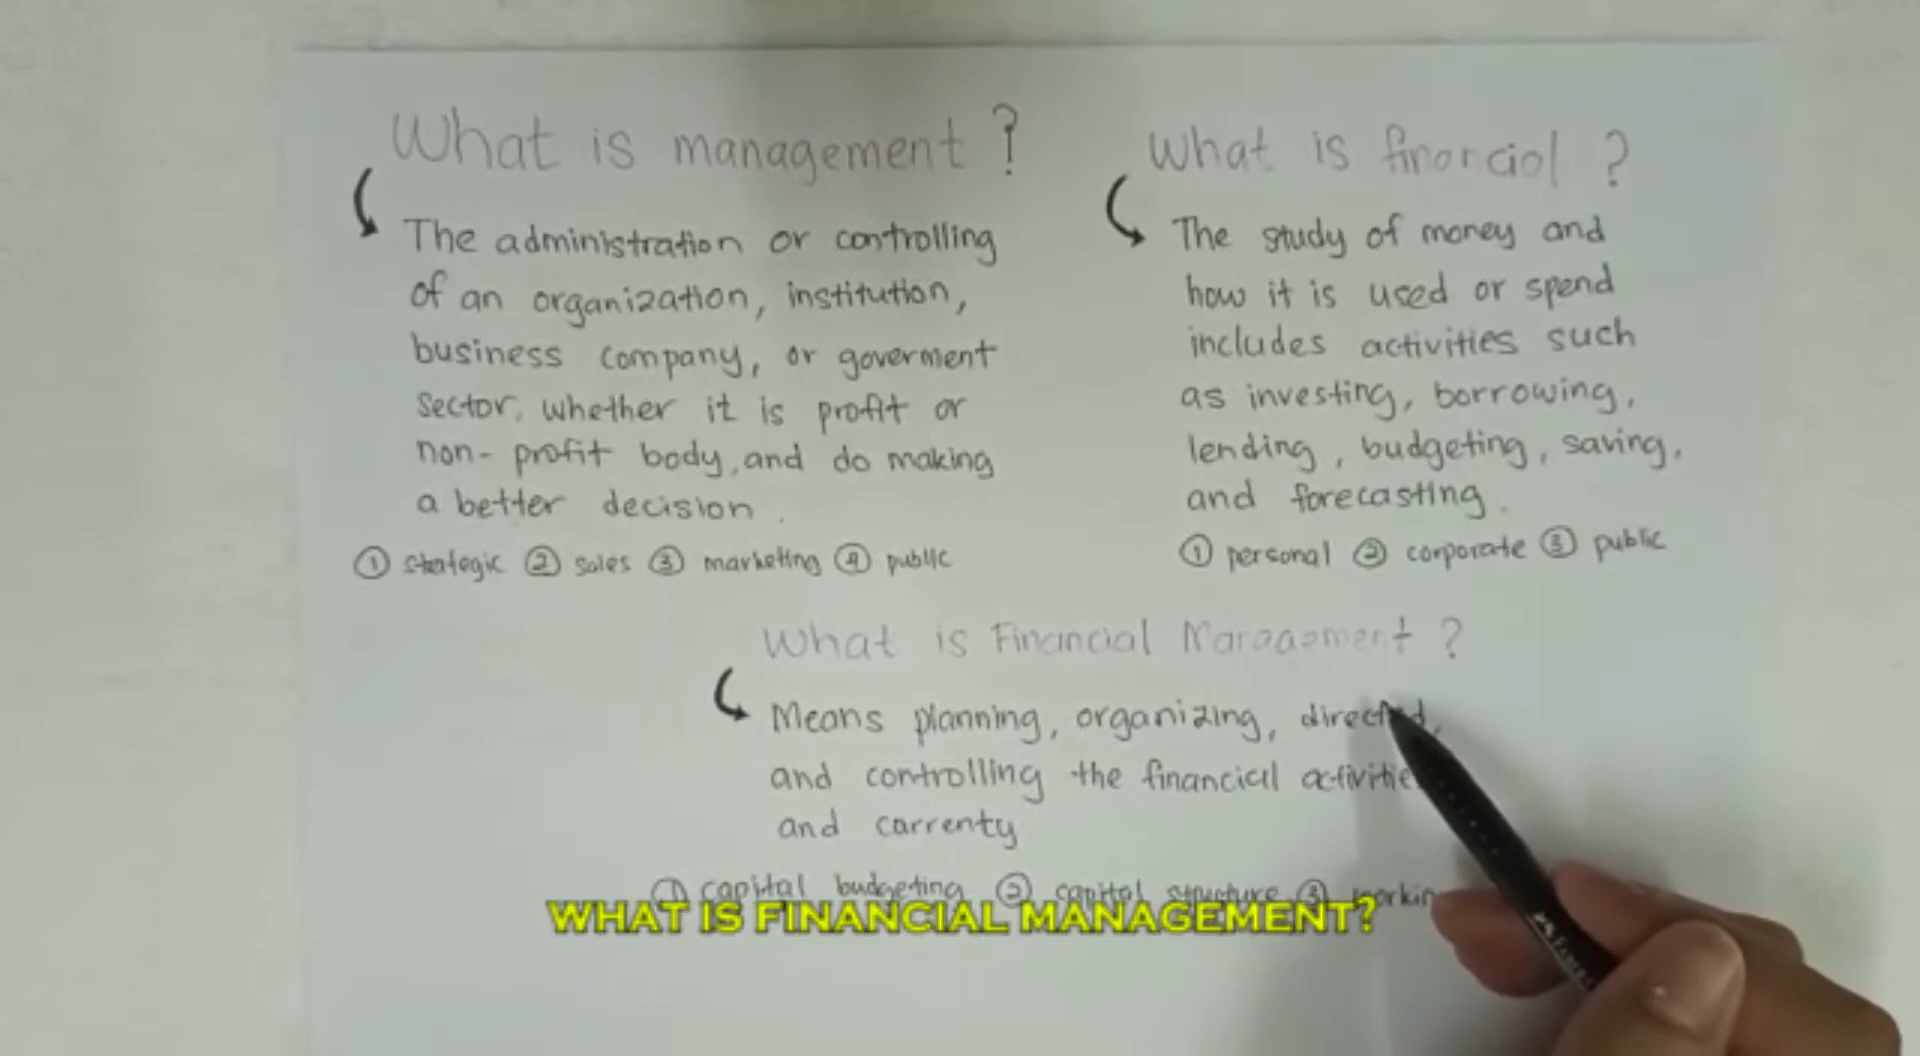 What is management ?
The administration or controlling
of an organization, institution,
business company, or goverment
sector. whether it is profit or
non-profit body, and do making
a better decision.
① strategic ② sales ③ marketing ④ public
What is financial ?
The study of money and
how it is used or spend
includes activities such
as investing, borrowing,
lending, budgeting, saving,
and forecasting.
① personal ② corporate ③ public
What is Financial Management ?
Means planning, organizing, directed,
and controlling the financial activities
and carrenty
① capital budgeting ② capital structure ③
WHAT IS FINANCIAL MANAGEMENT?